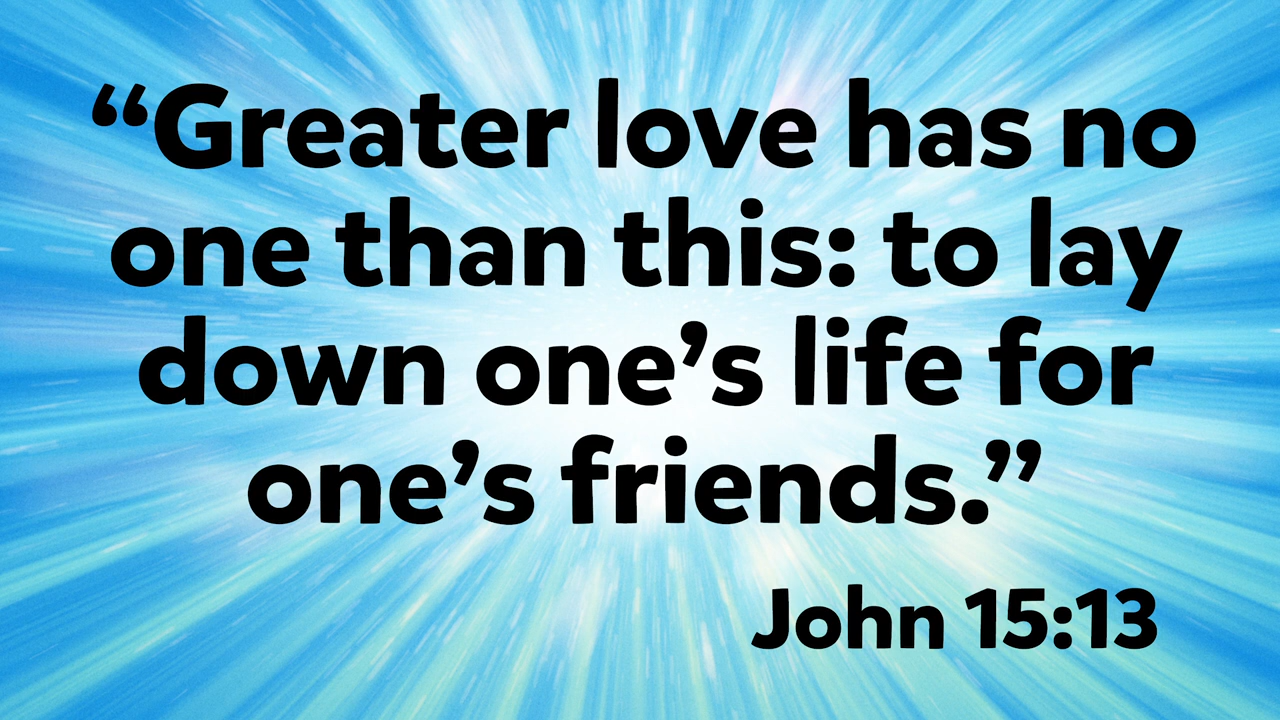 “Greater love has no
one than this: to lay
down one’s life for
one’s friends.”
John 15:13